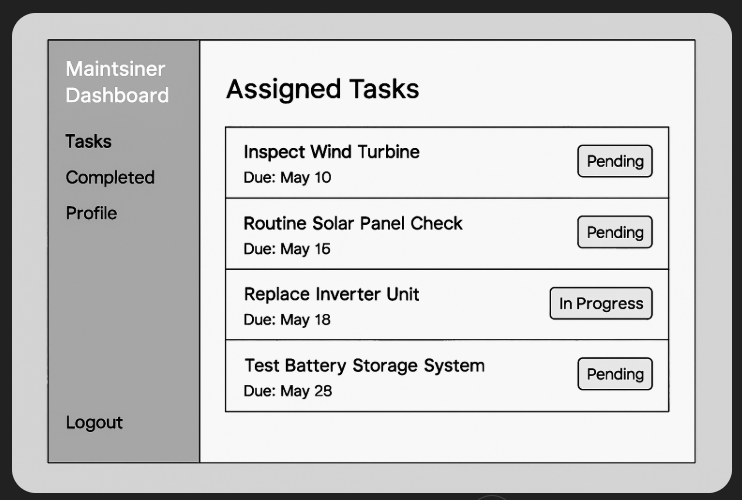 Maintsiner
Dashboard
Tasks
Completed
Profile
Logout
Assigned Tasks
Inspect Wind Turbine
Due: May 10
Pending
Routine Solar Panel Check
Due: May 15
Pending
Replace Inverter Unit
Due: May 18
In Progress
Test Battery Storage System
Due: May 28
Pending